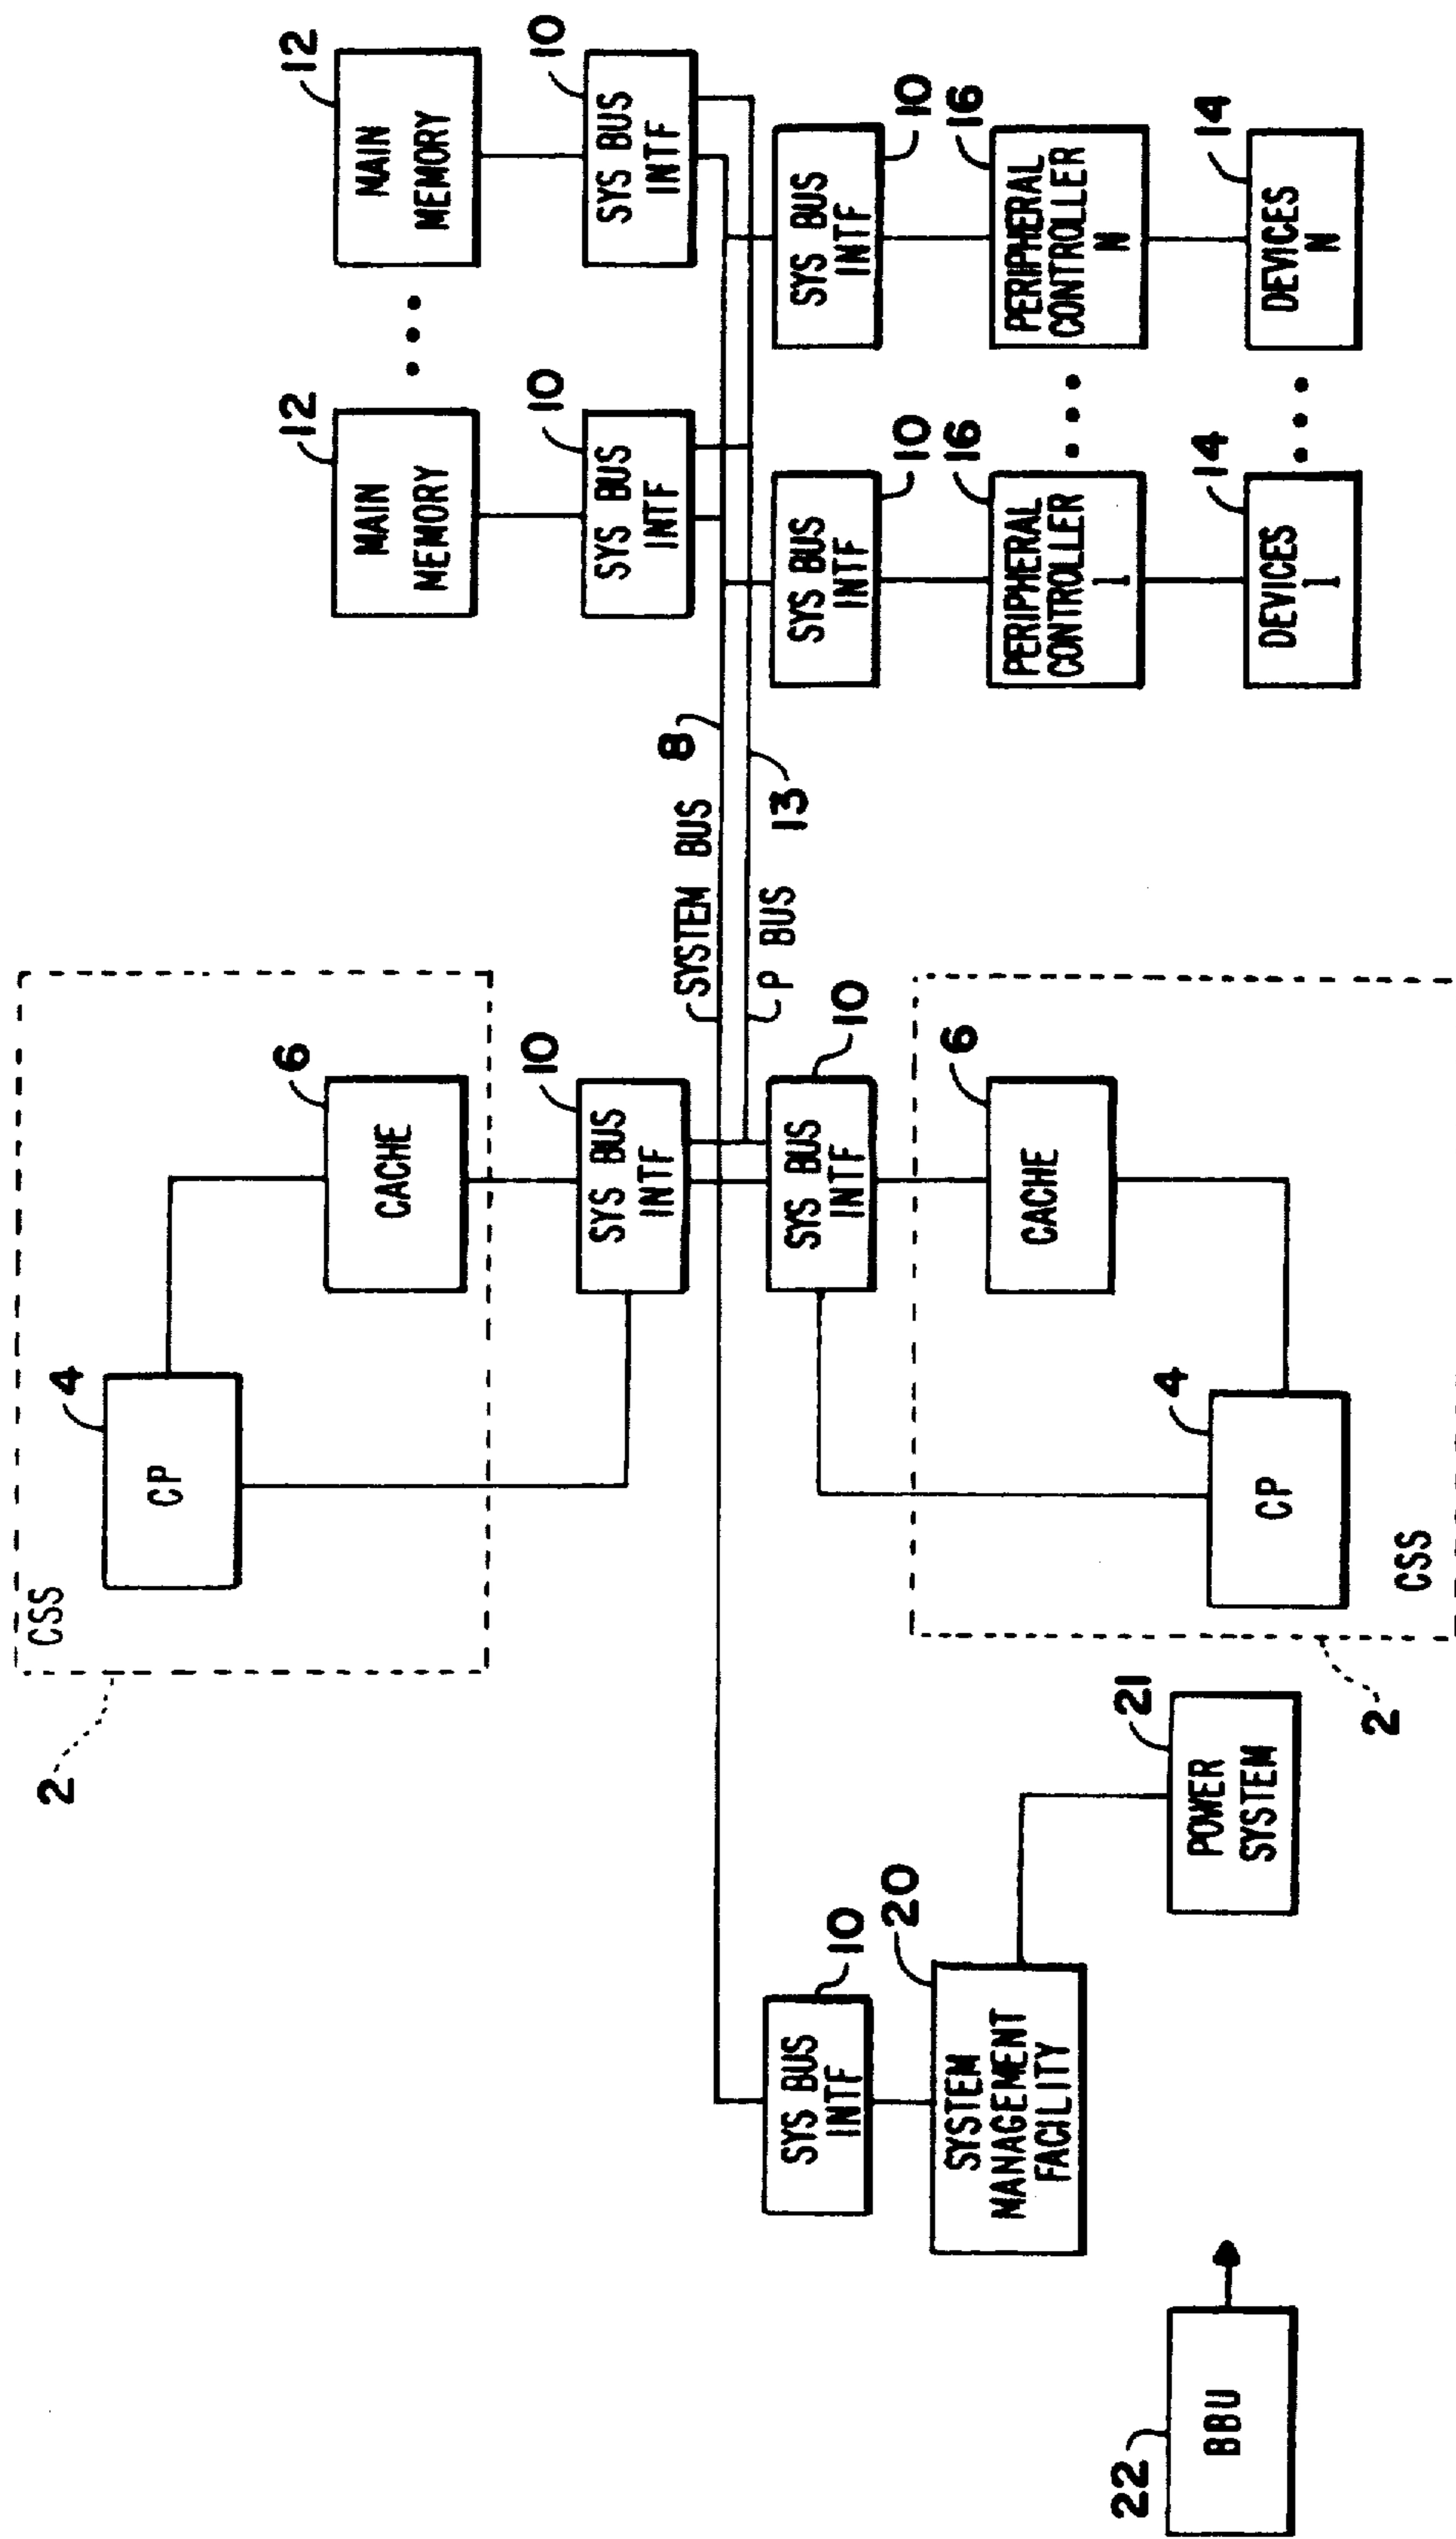 2
CSS
4
CP
6
CACHE
10
SYS BUS
INTF
12
MAIN
MEMORY
10
SYS BUS
INTF
• • •
12
MAIN
MEMORY
10
SYS BUS
INTF
SYSTEM BUS
8
P BUS
13
10
SYS BUS
INTF
20
SYSTEM
MANAGEMENT
FACILITY
21
POWER
SYSTEM
22
BBU
10
SYS BUS
INTF
6
CACHE
4
CP
CSS
2
10
SYS BUS
INTF
16
PERIPHERAL
CONTROLLER
1
14
DEVICES
1
• • •
• • •
10
SYS BUS
INTF
16
PERIPHERAL
CONTROLLER
N
14
DEVICES
N